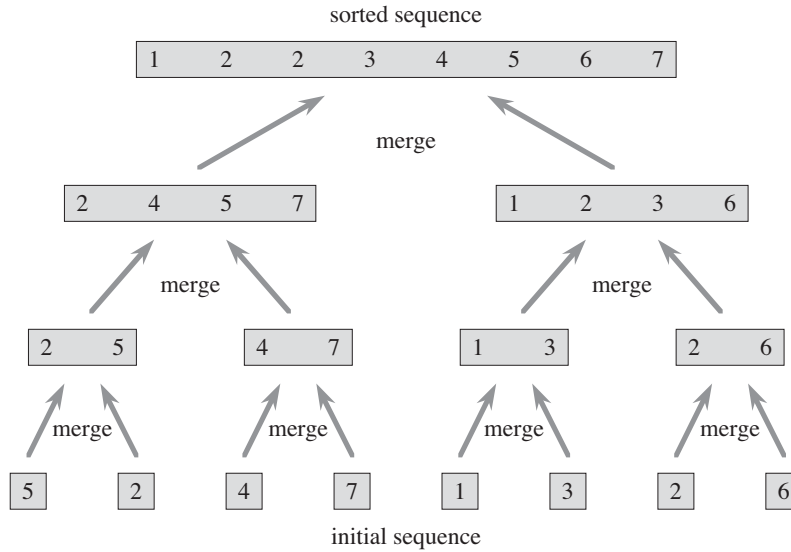 sorted sequence
1 2 2 3 4 5 6 7
merge
2 4 5 7 1 2 3 6
merge merge
2 5 4 7 1 3 2 6
merge merge merge merge
5 2 4 7 1 3 2 6
initial sequence